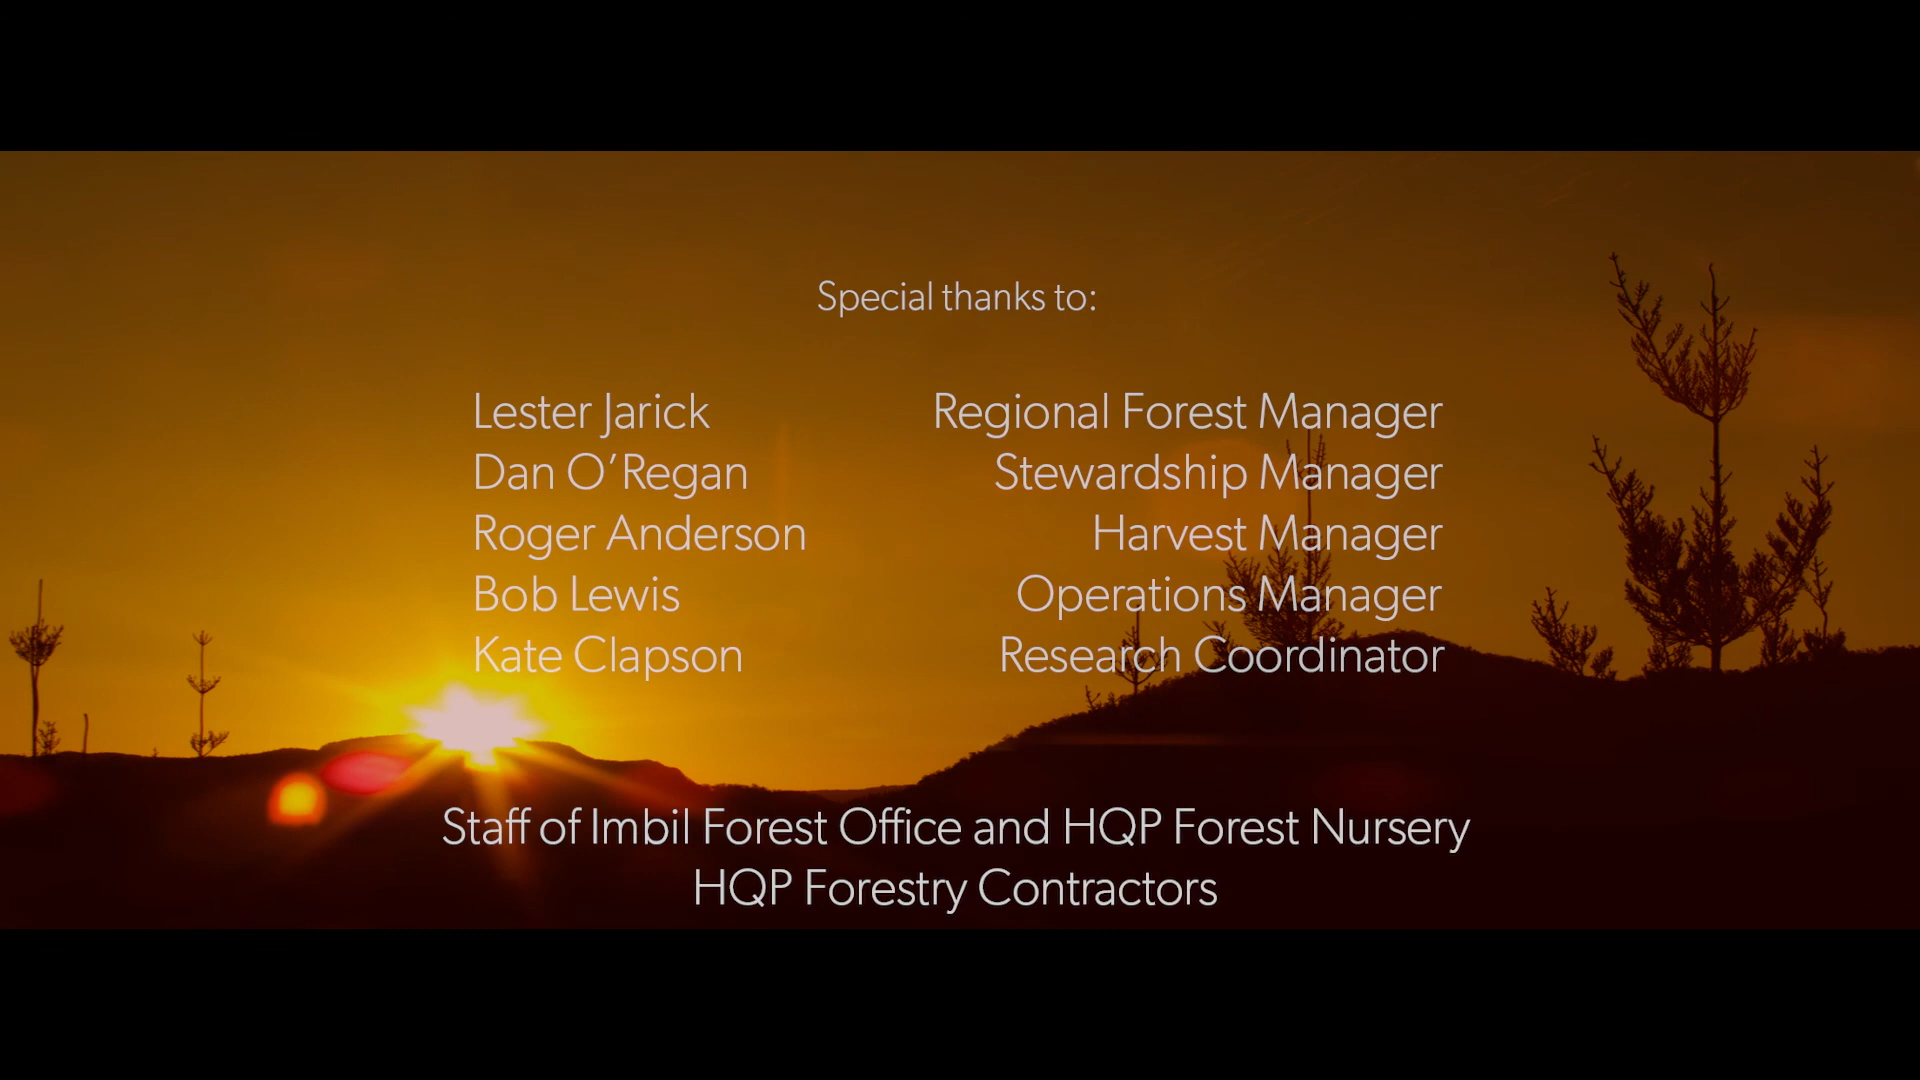 Special thanks to:
Lester Jarick Regional Forest Manager
Dan O'Regan Stewardship Manager
Roger Anderson Harvest Manager
Bob Lewis Operations Manager
Kate Clapson Research Coordinator
Staff of Imbil Forest Office and HQP Forest Nursery
HQP Forestry Contractors